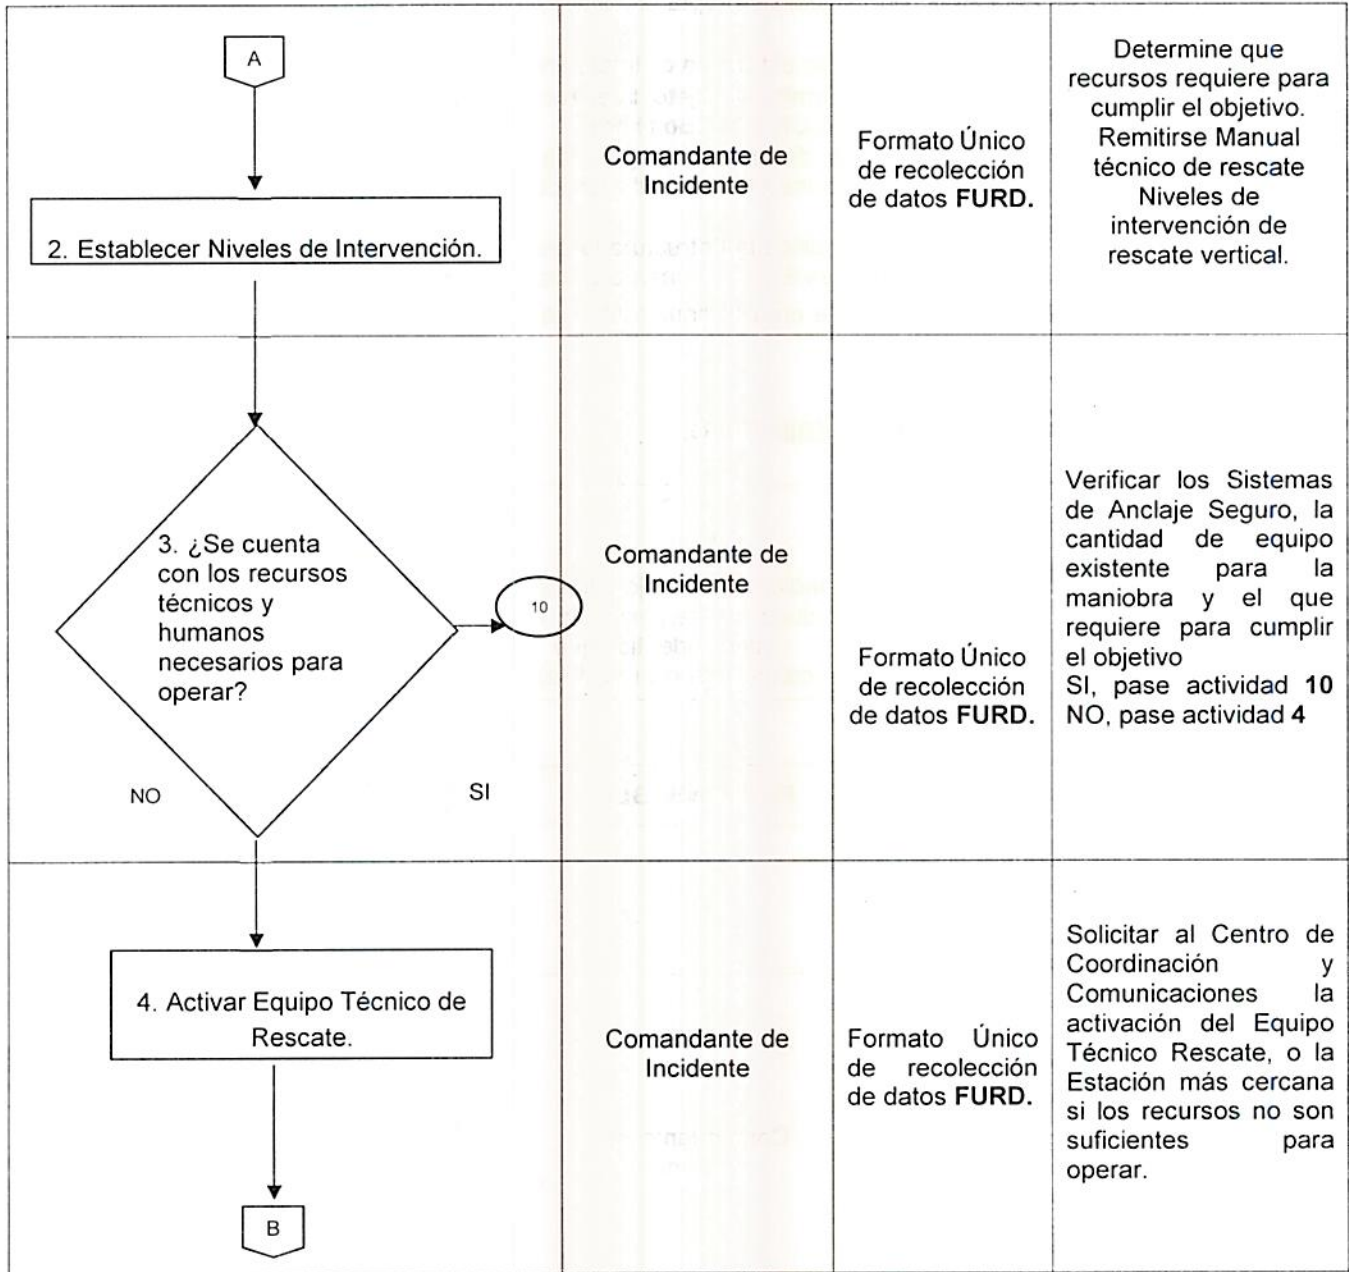 A
2. Establecer Niveles de Intervención.
Comandante de
Incidente
Formato Único
de recolección
de datos FURD.
Determine que
recursos requiere para
cumplir el objetivo.
Remitirse Manual
técnico de rescate
Niveles de
intervención de
rescate vertical.
3. ¿Se cuenta
con los recursos
técnicos y
humanos
necesarios para
operar?
10
NO
SI
Comandante de
Incidente
Formato Único
de recolección
de datos FURD.
Verificar los Sistemas
de Anclaje Seguro, la
cantidad de equipo
existente para la
maniobra y el que
requiere para cumplir
el objetivo
SI, pase actividad 10
NO, pase actividad 4
4. Activar Equipo Técnico de
Rescate.
B
Comandante de
Incidente
Formato Único
de recolección
de datos FURD.
Solicitar al Centro de
Coordinación y
Comunicaciones la
activación del Equipo
Técnico Rescate, o la
Estación más cercana
si los recursos no son
suficientes para
operar.